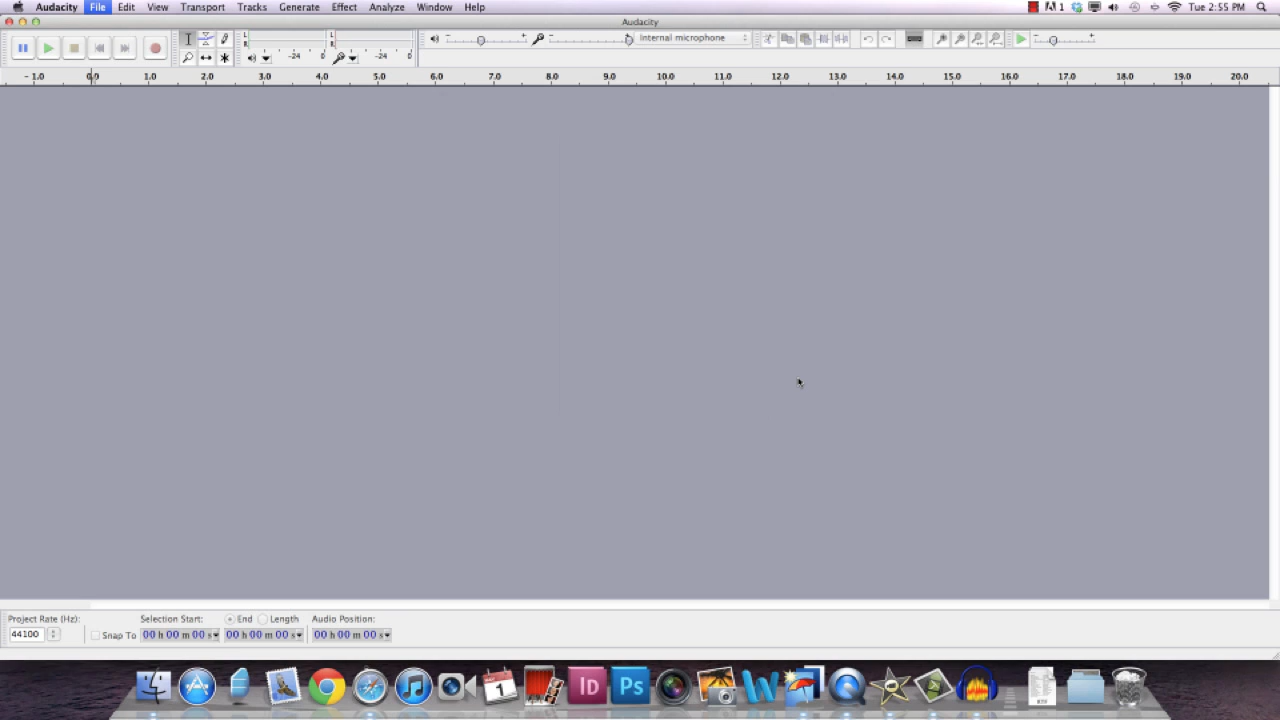 Audacity File Edit View Transport Tracks Generate Effect Analyze Window Help 1 Tue 2:55 PM
Audacity
L R -24 0 L R -24 0 Internal microphone
- 1.0 0.0 1.0 2.0 3.0 4.0 5.0 6.0 7.0 8.0 9.0 10.0 11.0 12.0 13.0 14.0 15.0 16.0 17.0 18.0 19.0 20.0
Project Rate (Hz): Selection Start: End Length Audio Position:
44100 Snap To 00 h 00 m 00 s 00 h 00 m 00 s 00 h 00 m 00 s
1 Id Ps W